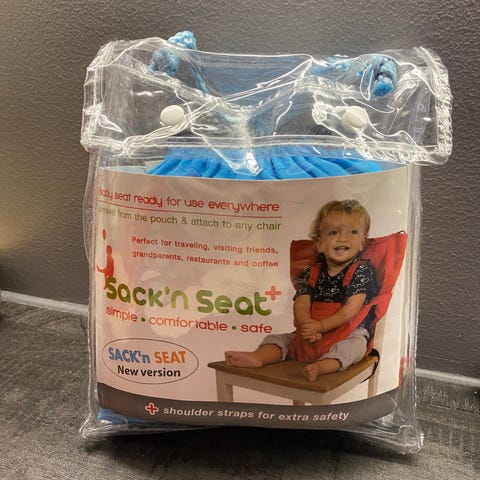 baby seat ready for use everywhere
from the pouch & attach to any chair
Perfect for traveling, visiting friends,
grandparents, restaurants and coffee
Sack'n Seat+
simple • comfortable • safe
SACK'n SEAT
New version
+ shoulder straps for extra safety